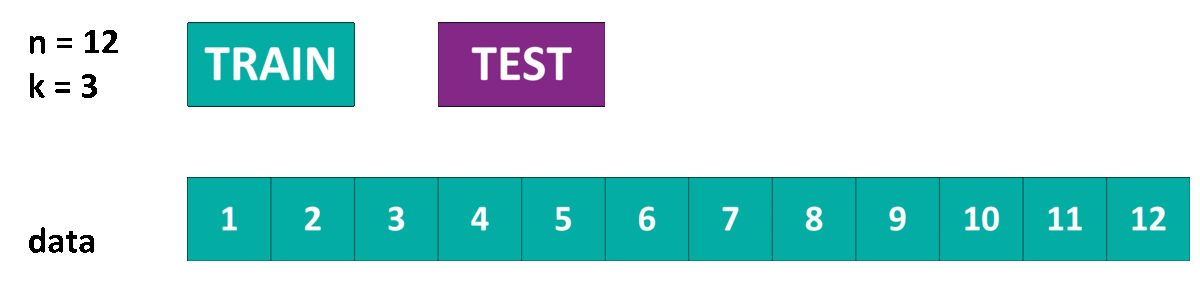 n = 12
k = 3
TRAIN
TEST
data
1 2 3 4 5 6 7 8 9 10 11 12